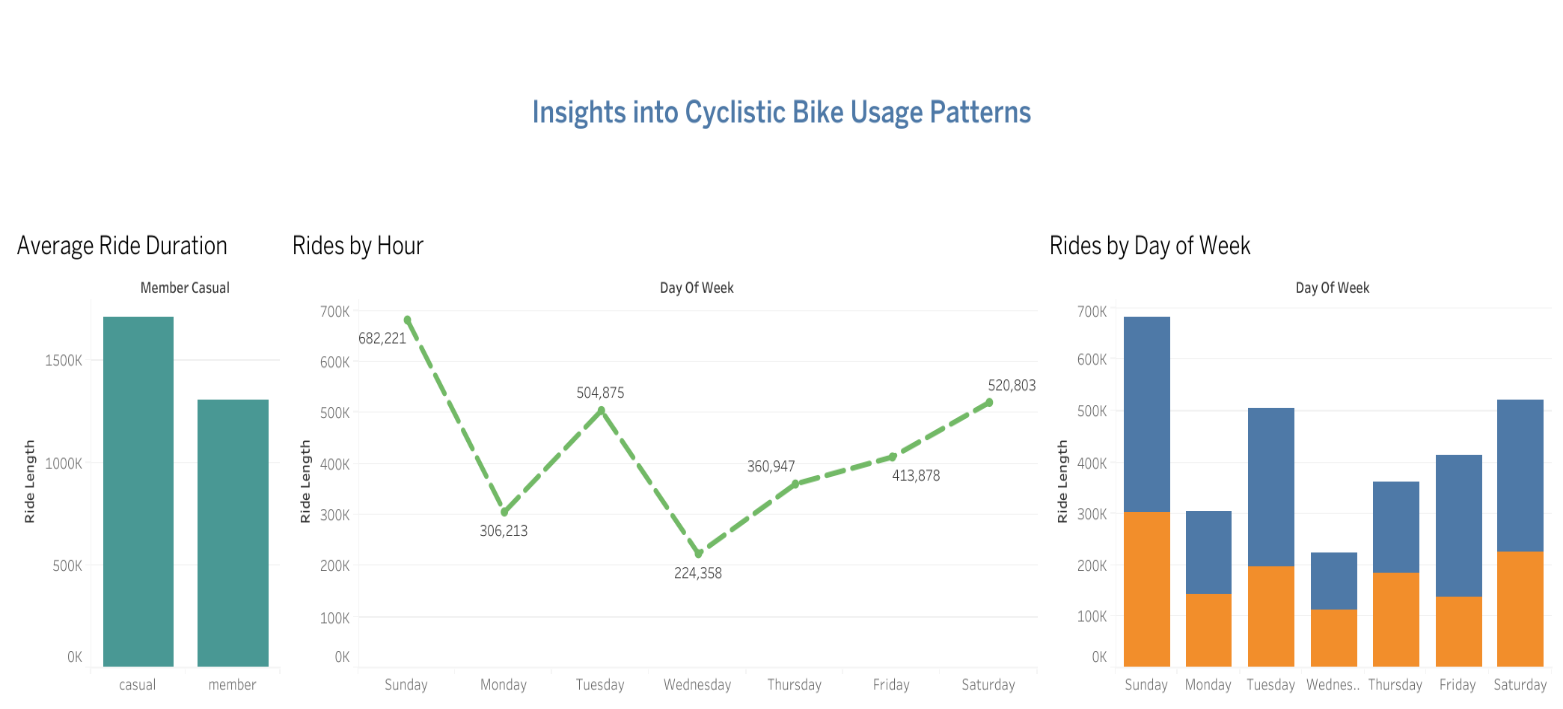 Insights into Cyclistic Bike Usage Patterns
Average Ride Duration
Member Casual
Ride Length
1500K
1000K
500K
0K
casual member
Rides by Hour
Day Of Week
Ride Length
700K
600K
500K
400K
300K
200K
100K
0K
682,221
306,213
504,875
224,358
360,947
413,878
520,803
Sunday Monday Tuesday Wednesday Thursday Friday Saturday
Rides by Day of Week
Day Of Week
Ride Length
700K
600K
500K
400K
300K
200K
100K
0K
Sunday Monday Tuesday Wednes.. Thursday Friday Saturday